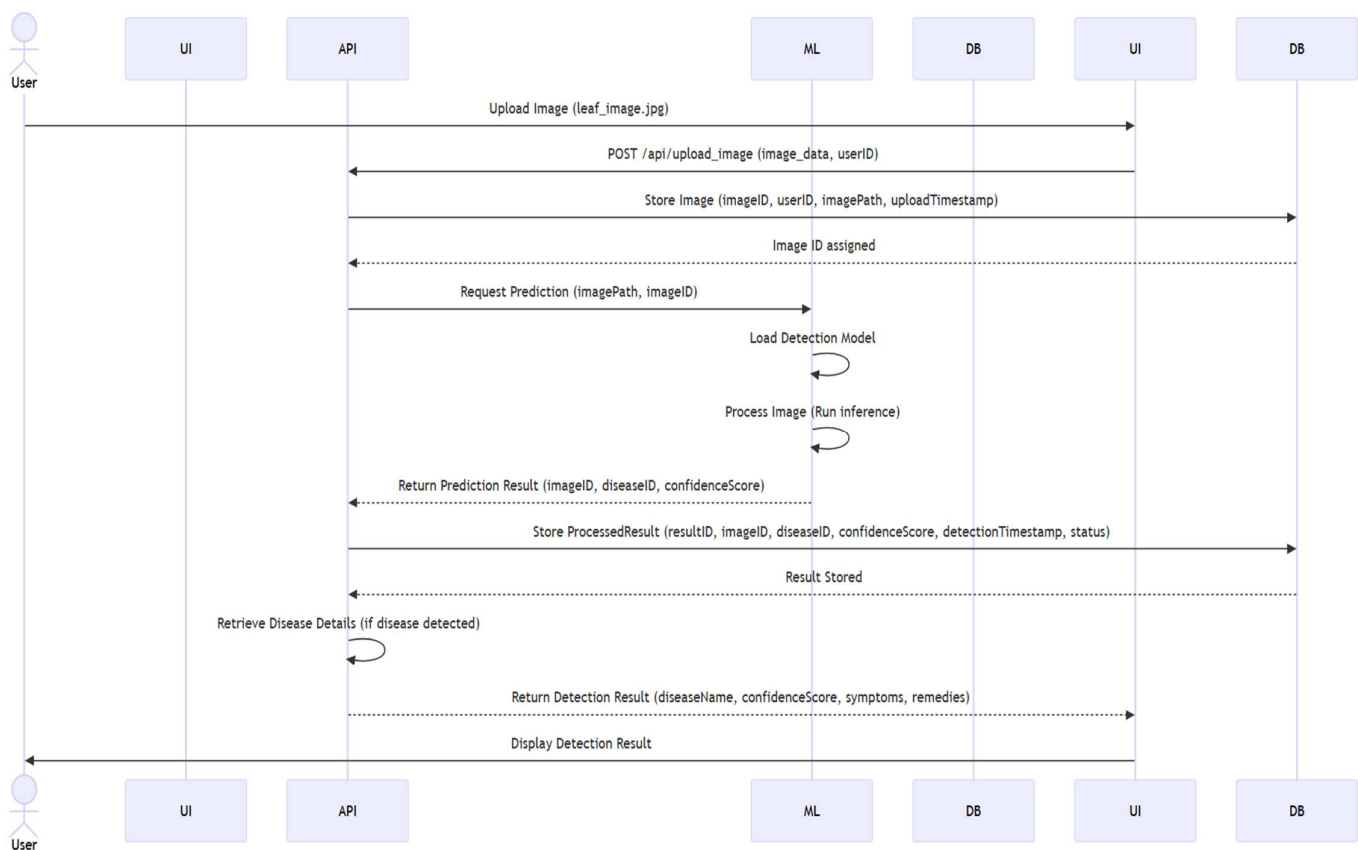 User
UI
API
ML
DB
UI
DB
Upload Image (leaf_image.jpg)
POST /api/upload_image (image_data, userID)
Store Image (imageID, userID, imagePath, uploadTimestamp)
Image ID assigned
Request Prediction (imagePath, imageID)
Load Detection Model
Process Image (Run inference)
Return Prediction Result (imageID, diseaseID, confidenceScore)
Store ProcessedResult (resultID, imageID, diseaseID, confidenceScore, detectionTimestamp, status)
Result Stored
Retrieve Disease Details (if disease detected)
Return Detection Result (diseaseName, confidenceScore, symptoms, remedies)
Display Detection Result
User
UI
API
ML
DB
UI
DB